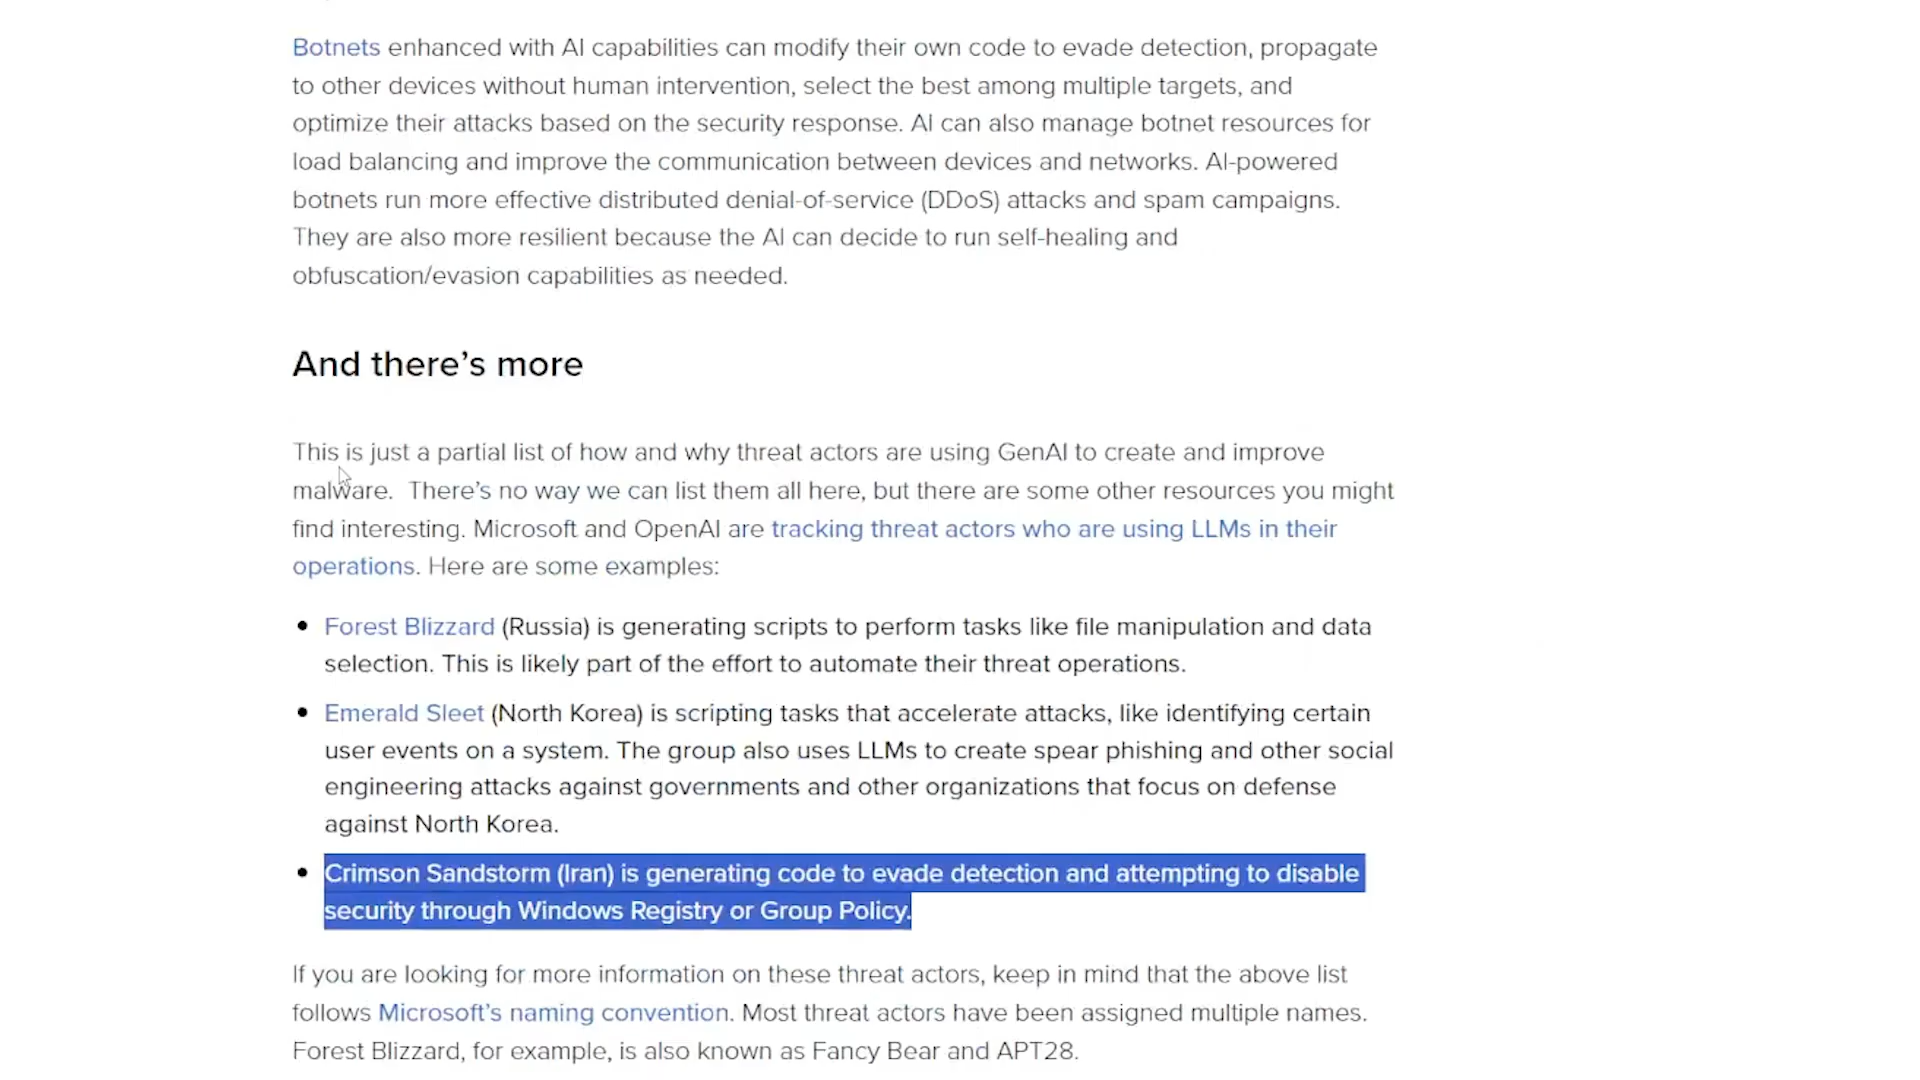 Botnets enhanced with AI capabilities can modify their own code to evade detection, propagate
to other devices without human intervention, select the best among multiple targets, and
optimize their attacks based on the security response. AI can also manage botnet resources for
load balancing and improve the communication between devices and networks. AI-powered
botnets run more effective distributed denial-of-service (DDoS) attacks and spam campaigns.
They are also more resilient because the AI can decide to run self-healing and
obfuscation/evasion capabilities as needed.
And there's more
This is just a partial list of how and why threat actors are using GenAI to create and improve
malware. There's no way we can list them all here, but there are some other resources you might
find interesting. Microsoft and OpenAI are tracking threat actors who are using LLMs in their
operations. Here are some examples:
• Forest Blizzard (Russia) is generating scripts to perform tasks like file manipulation and data
selection. This is likely part of the effort to automate their threat operations.
• Emerald Sleet (North Korea) is scripting tasks that accelerate attacks, like identifying certain
user events on a system. The group also uses LLMs to create spear phishing and other social
engineering attacks against governments and other organizations that focus on defense
against North Korea.
• Crimson Sandstorm (Iran) is generating code to evade detection and attempting to disable
security through Windows Registry or Group Policy.
If you are looking for more information on these threat actors, keep in mind that the above list
follows Microsoft's naming convention. Most threat actors have been assigned multiple names.
Forest Blizzard, for example, is also known as Fancy Bear and APT28.